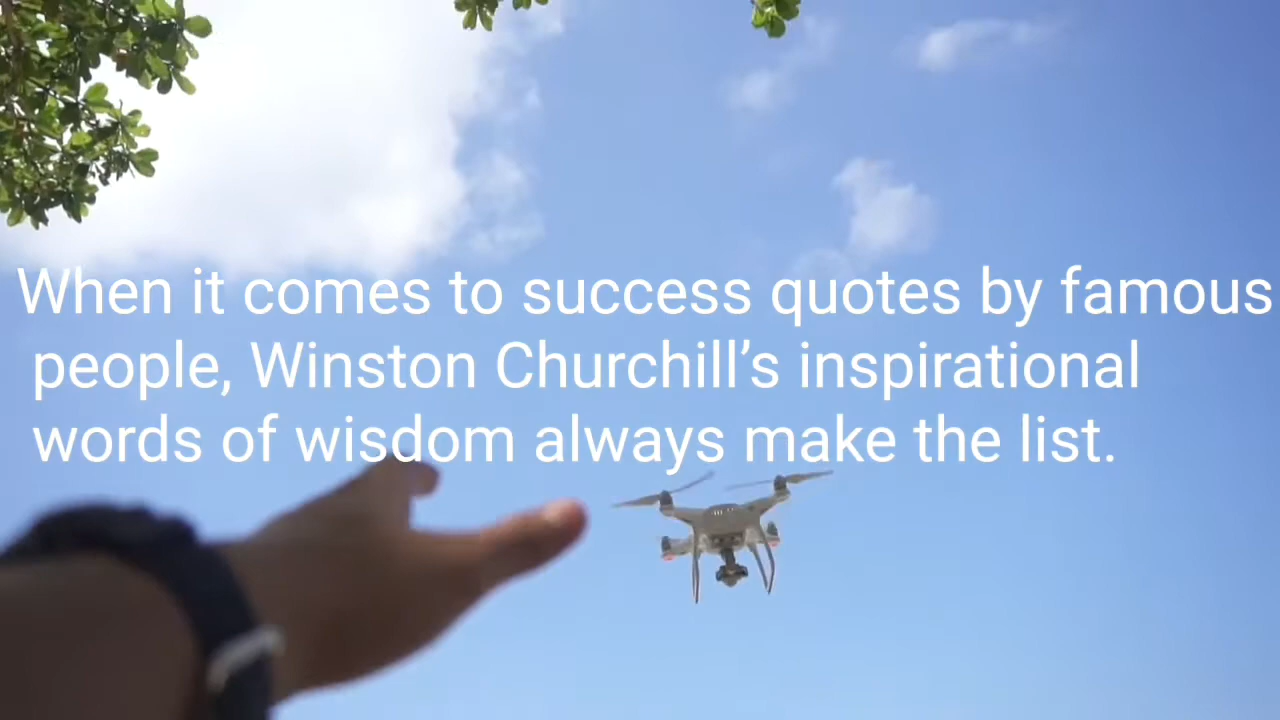 When it comes to success quotes by famous
people, Winston Churchill’s inspirational
words of wisdom always make the list.